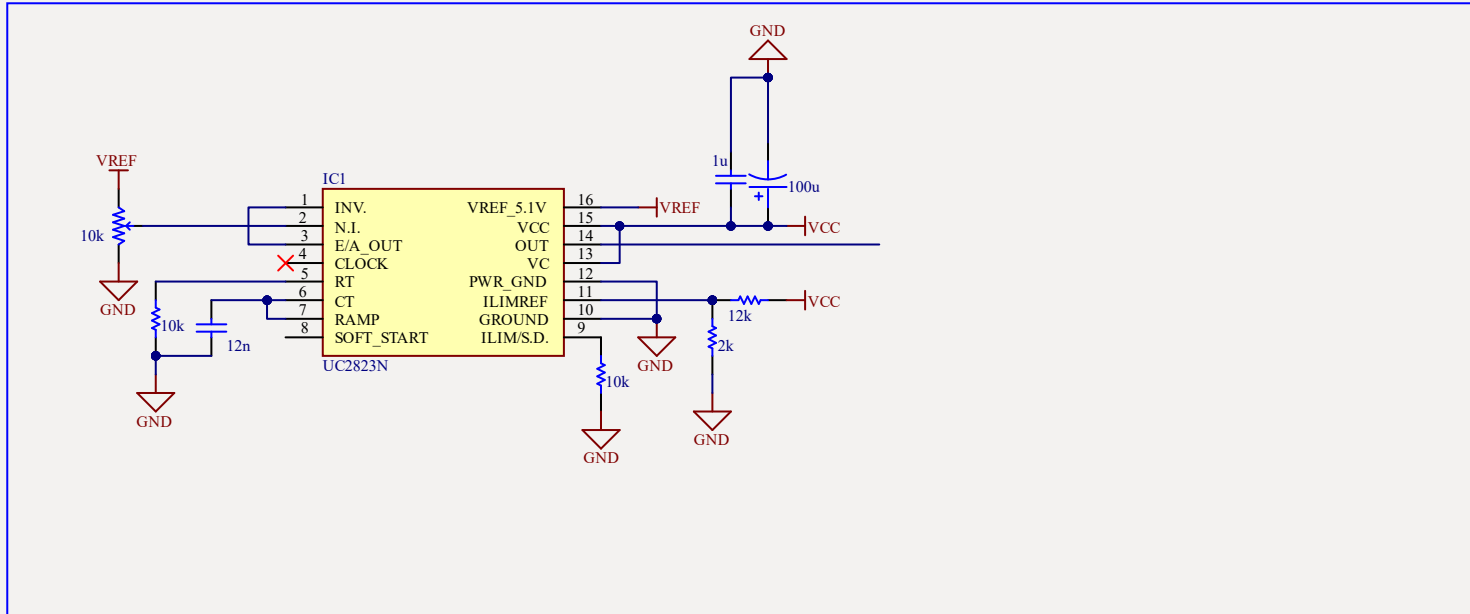 GND
1u
100u
+
VREF
10k
GND
IC1
1 INV. VREF_5.1V 16 VREF
2 N.I. VCC 15 VCC
3 E/A_OUT OUT 14
4 CLOCK VC 13
5 RT PWR_GND 12
6 CT ILIMREF 11 VCC
7 RAMP GROUND 10
8 SOFT_START ILIM/S.D. 9
UC2823N
10k
12n
GND
12k
2k
GND
10k
GND
GND